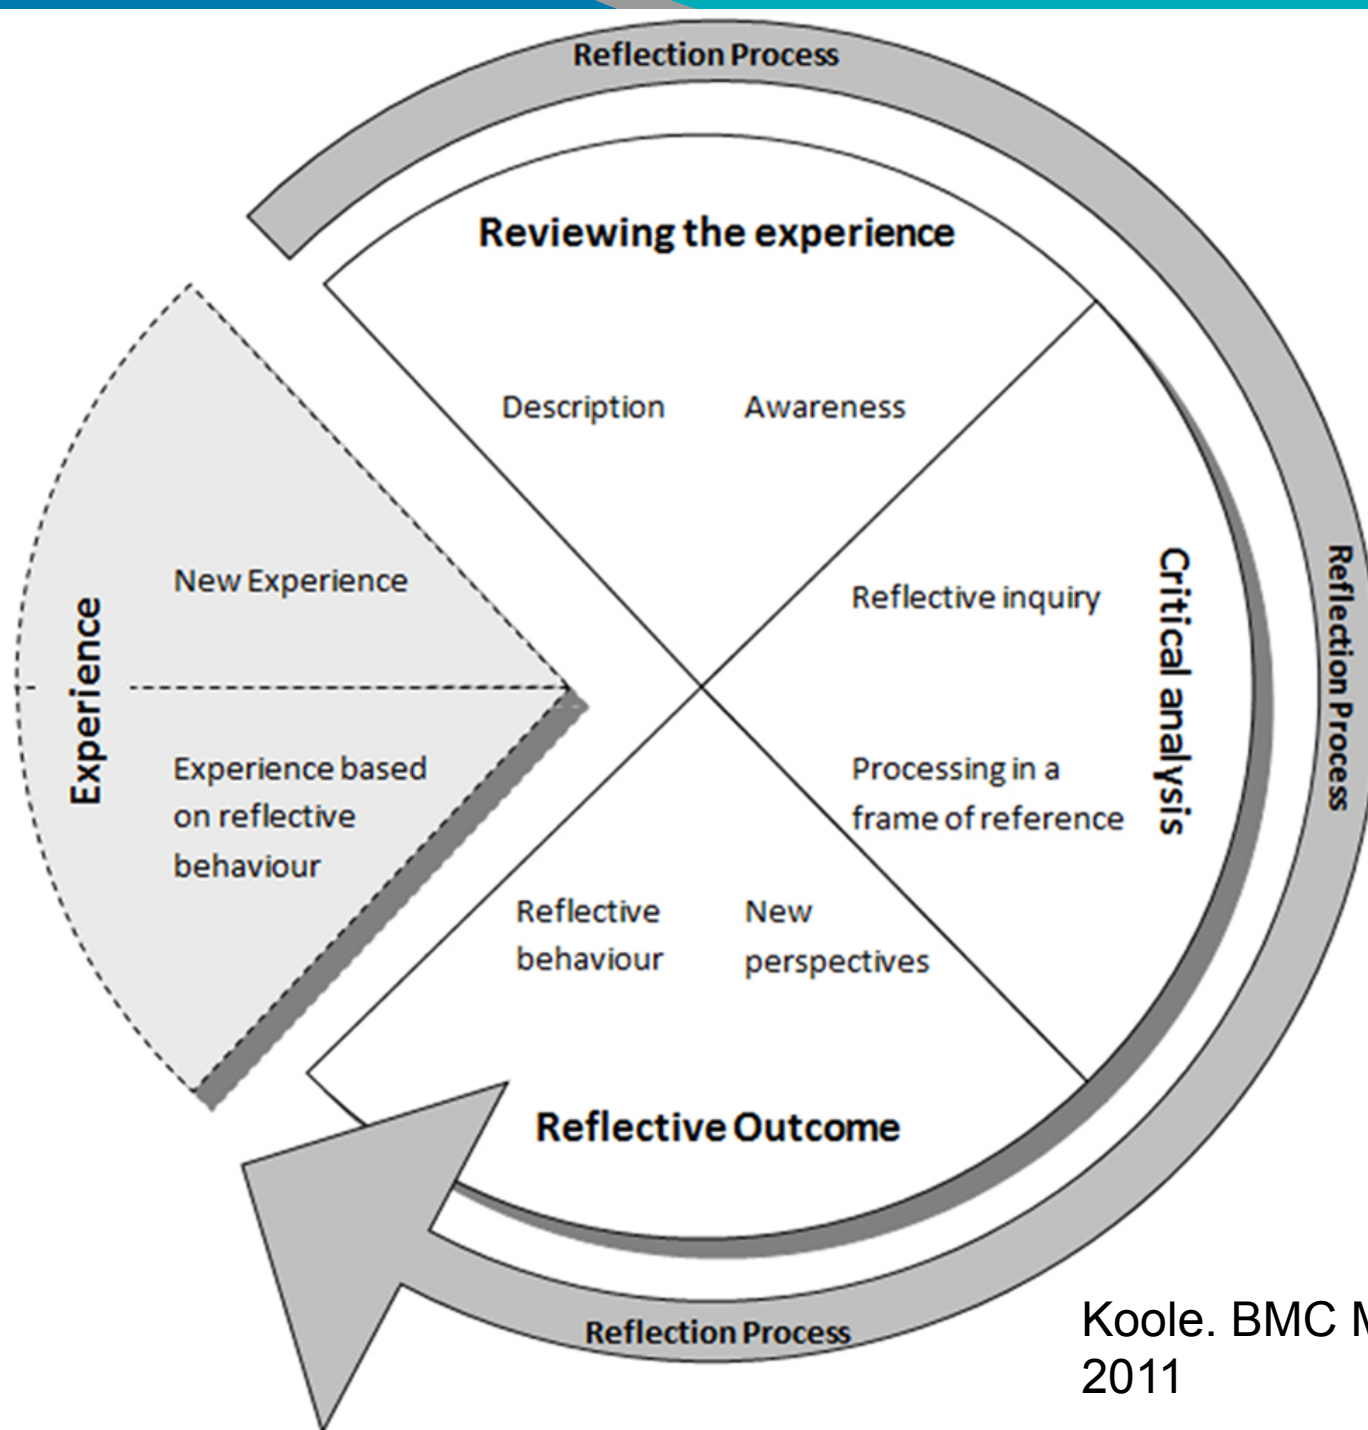 Reflection Process
Reviewing the experience
Description Awareness
Experience
New Experience
Experience based
on reflective
behaviour
Reflective inquiry
Processing in a
frame of reference
Critical analysis
Reflection Process
Reflective
behaviour
New
perspectives
Reflective Outcome
Reflection Process
Koole. BMC
2011